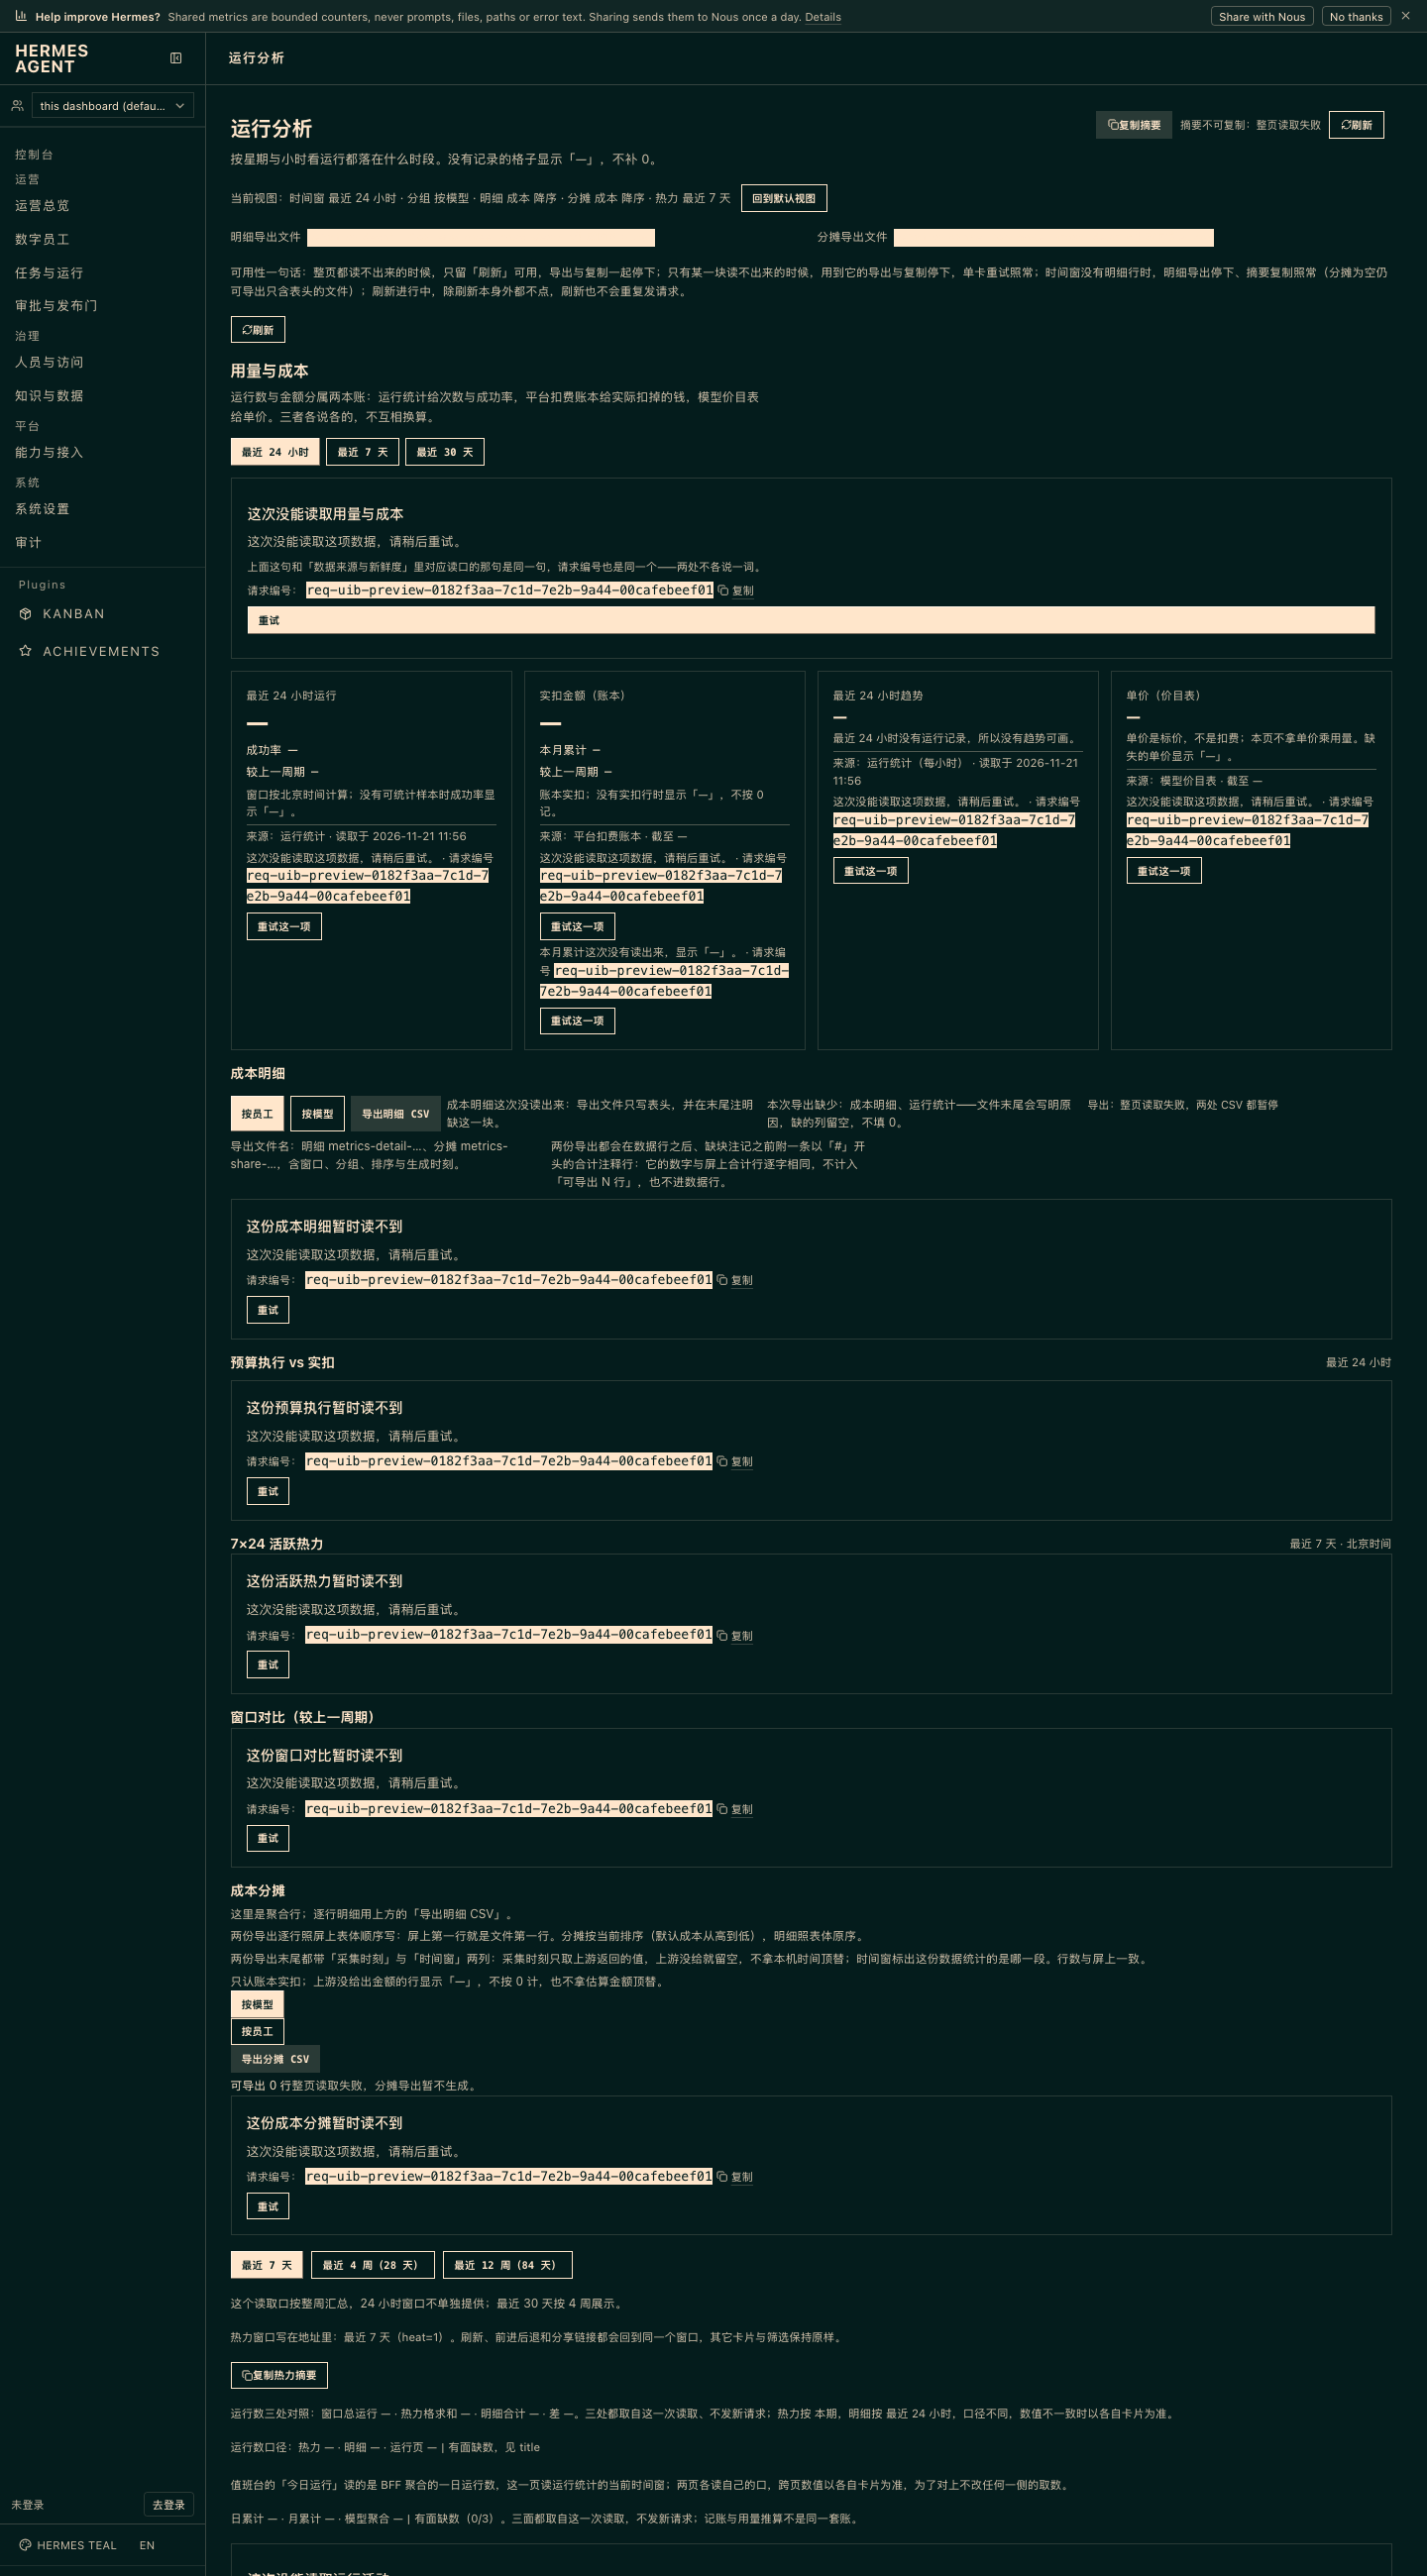 Help improve Hermes? Shared metrics are bounded counters, never prompts, files, paths or error text. Sharing sends them to Nous once a day. Details
Share with Nous
No thanks
HERMES
AGENT
运行分析
this dashboard (defau...
控制台
运营
运营总览
数字员工
任务与运行
审批与发布门
治理
人员与访问
知识与数据
平台
能力与接入
系统
系统设置
审计
Plugins
KANBAN
ACHIEVEMENTS
未登录
去登录
HERMES TEAL
EN
运行分析
复制摘要
摘要不可复制：整页读取失败
刷新
按星期与小时看运行都落在什么时段。没有记录的格子显示「—」，不补 0。
当前视图：时间窗 最近 24 小时 · 分组 按模型 · 明细 成本 降序 · 分摊 成本 降序 · 热力 最近 7 天
回到默认视图
明细导出文件
分摊导出文件
可用性一句话：整页都读不出来的时候，只留「刷新」可用，导出与复制一起停下；只有某一块读不出来的时候，用到它的导出与复制停下，单卡重试照常；时间窗没有明细行时，明细导出停下、摘要复制照常（分摊为空仍
可导出只含表头的文件）；刷新进行中，除刷新本身外都不点，刷新也不会重复发请求。
刷新
用量与成本
运行数与金额分属两本账：运行统计给次数与成功率，平台扣费账本给实际扣掉的钱，模型价目表
给单价。三者各说各的，不互相换算。
最近 24 小时
最近 7 天
最近 30 天
这次没能读取用量与成本
这次没能读取这项数据，请稍后重试。
上面这句和「数据来源与新鲜度」里对应读口的那句是同一句，请求编号也是同一个——两处不各说一词。
请求编号： req-uib-preview-0182f3aa-7c1d-7e2b-9a44-00cafebeef01 复制
重试
最近 24 小时运行
—
成功率 —
较上一周期 —
窗口按北京时间计算；没有可统计样本时成功率显
示「—」。
来源：运行统计 · 读取于 2026-11-21 11:56
这次没能读取这项数据，请稍后重试。 · 请求编号
req-uib-preview-0182f3aa-7c1d-7
e2b-9a44-00cafebeef01
重试这一项
实扣金额（账本）
—
本月累计 —
较上一周期 —
账本实扣；没有实扣行时显示「—」，不按 0
记。
来源：平台扣费账本 · 截至 —
这次没能读取这项数据，请稍后重试。 · 请求编号
req-uib-preview-0182f3aa-7c1d-7
e2b-9a44-00cafebeef01
重试这一项
本月累计这次没有读出来，显示「—」。 · 请求编
号 req-uib-preview-0182f3aa-7c1d-
7e2b-9a44-00cafebeef01
重试这一项
最近 24 小时趋势
—
最近 24 小时没有运行记录，所以没有趋势可画。
来源：运行统计（每小时） · 读取于 2026-11-21
11:56
这次没能读取这项数据，请稍后重试。 · 请求编号
req-uib-preview-0182f3aa-7c1d-7
e2b-9a44-00cafebeef01
重试这一项
单价（价目表）
—
单价是标价，不是扣费；本页不拿单价乘用量。缺
失的单价显示「—」。
来源：模型价目表 · 截至 —
这次没能读取这项数据，请稍后重试。 · 请求编号
req-uib-preview-0182f3aa-7c1d-7
e2b-9a44-00cafebeef01
重试这一项
成本明细
按员工
按模型
导出明细 CSV
成本明细这次没读出来：导出文件只写表头，并在末尾注明
缺这一块。
本次导出缺少：成本明细、运行统计——文件末尾会写明原
因，缺的列留空，不填 0。
导出：整页读取失败，两处 CSV 都暂停
导出文件名：明细 metrics-detail-…、分摊 metrics-
share-…，含窗口、分组、排序与生成时刻。
两份导出都会在数据行之后、缺块注记之前附一条以「#」开
头的合计注释行：它的数字与屏上合计行逐字相同，不计入
「可导出 N 行」，也不进数据行。
这份成本明细暂时读不到
这次没能读取这项数据，请稍后重试。
请求编号： req-uib-preview-0182f3aa-7c1d-7e2b-9a44-00cafebeef01 复制
重试
预算执行 vs 实扣
最近 24 小时
这份预算执行暂时读不到
这次没能读取这项数据，请稍后重试。
请求编号： req-uib-preview-0182f3aa-7c1d-7e2b-9a44-00cafebeef01 复制
重试
7×24 活跃热力
最近 7 天 · 北京时间
这份活跃热力暂时读不到
这次没能读取这项数据，请稍后重试。
请求编号： req-uib-preview-0182f3aa-7c1d-7e2b-9a44-00cafebeef01 复制
重试
窗口对比（较上一周期）
这份窗口对比暂时读不到
这次没能读取这项数据，请稍后重试。
请求编号： req-uib-preview-0182f3aa-7c1d-7e2b-9a44-00cafebeef01 复制
重试
成本分摊
这里是聚合行；逐行明细用上方的「导出明细 CSV」。
两份导出逐行照屏上表体顺序写：屏上第一行就是文件第一行。分摊按当前排序（默认成本从高到低），明细照表体原序。
两份导出末尾都带「采集时刻」与「时间窗」两列：采集时刻只取上游返回的值，上游没给就留空，不拿本机时间顶替；时间窗标出这份数据统计的是哪一段。行数与屏上一致。
只认账本实扣；上游没给出金额的行显示「—」，不按 0 计，也不拿估算金额顶替。
按模型
按员工
导出分摊 CSV
可导出 0 行整页读取失败，分摊导出暂不生成。
这份成本分摊暂时读不到
这次没能读取这项数据，请稍后重试。
请求编号： req-uib-preview-0182f3aa-7c1d-7e2b-9a44-00cafebeef01 复制
重试
最近 7 天
最近 4 周（28 天）
最近 12 周（84 天）
这个读取口按整周汇总，24 小时窗口不单独提供；最近 30 天按 4 周展示。
热力窗口写在地址里：最近 7 天（heat=1）。刷新、前进后退和分享链接都会回到同一个窗口，其它卡片与筛选保持原样。
复制热力摘要
运行数三处对照：窗口总运行 — · 热力格求和 — · 明细合计 — · 差 —。三处都取自这一次读取、不发新请求；热力按 本期，明细按 最近 24 小时，口径不同，数值不一致时以各自卡片为准。
运行数口径：热力 — · 明细 — · 运行页 — | 有面缺数，见 title
值班台的「今日运行」读的是 BFF 聚合的一日运行数，这一页读运行统计的当前时间窗；两页各读自己的口，跨页数值以各自卡片为准，为了对上不改任何一侧的取数。
日累计 — · 月累计 — · 模型聚合 — | 有面缺数（0/3）。三面都取自这一次读取，不发新请求；记账与用量推算不是同一套账。